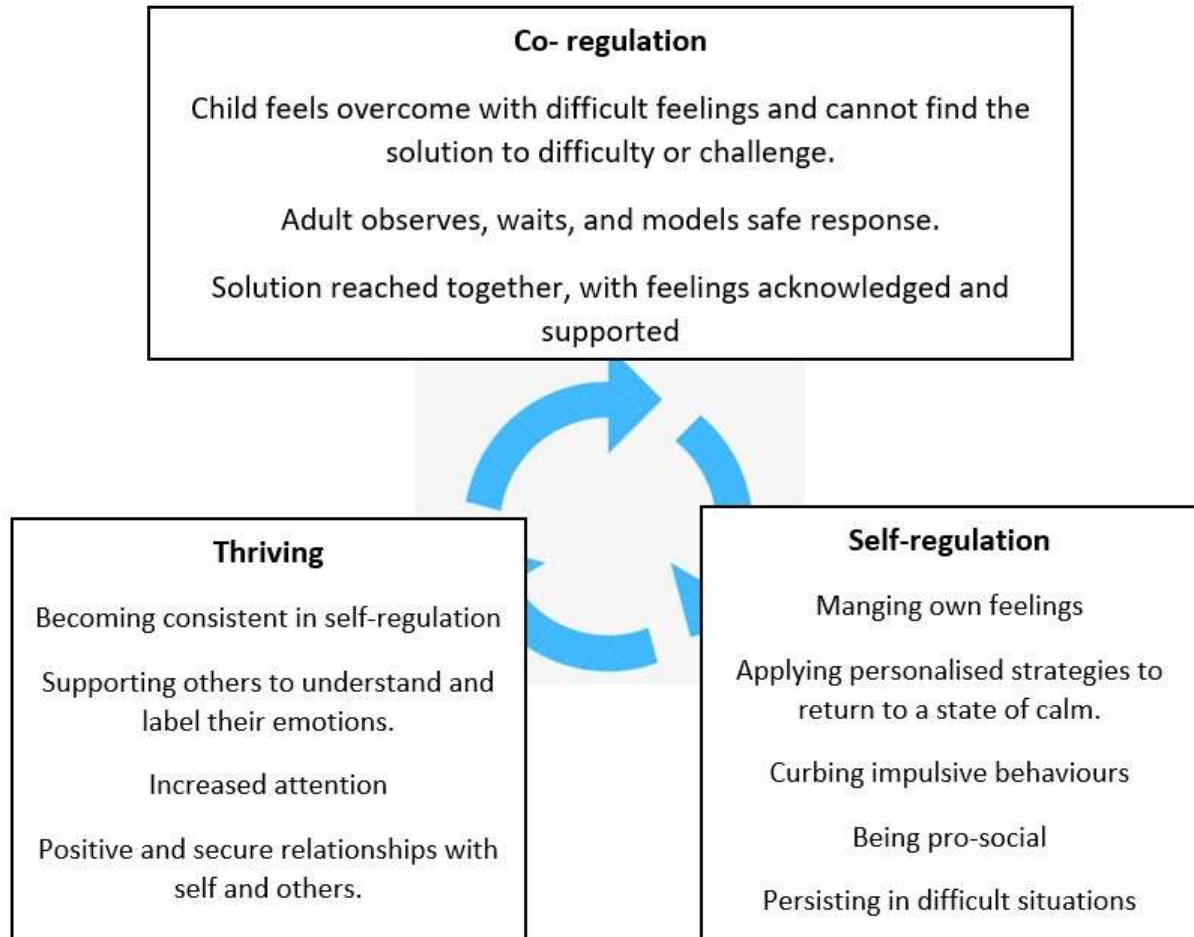 Co- regulation
Child feels overcome with difficult feelings and cannot find the
solution to difficulty or challenge.
Adult observes, waits, and models safe response.
Solution reached together, with feelings acknowledged and
supported
Thriving
Becoming consistent in self-regulation
Supporting others to understand and
label their emotions.
Increased attention
Positive and secure relationships with
self and others.
Self-regulation
Manging own feelings
Applying personalised strategies to
return to a state of calm.
Curbing impulsive behaviours
Being pro-social
Persisting in difficult situations